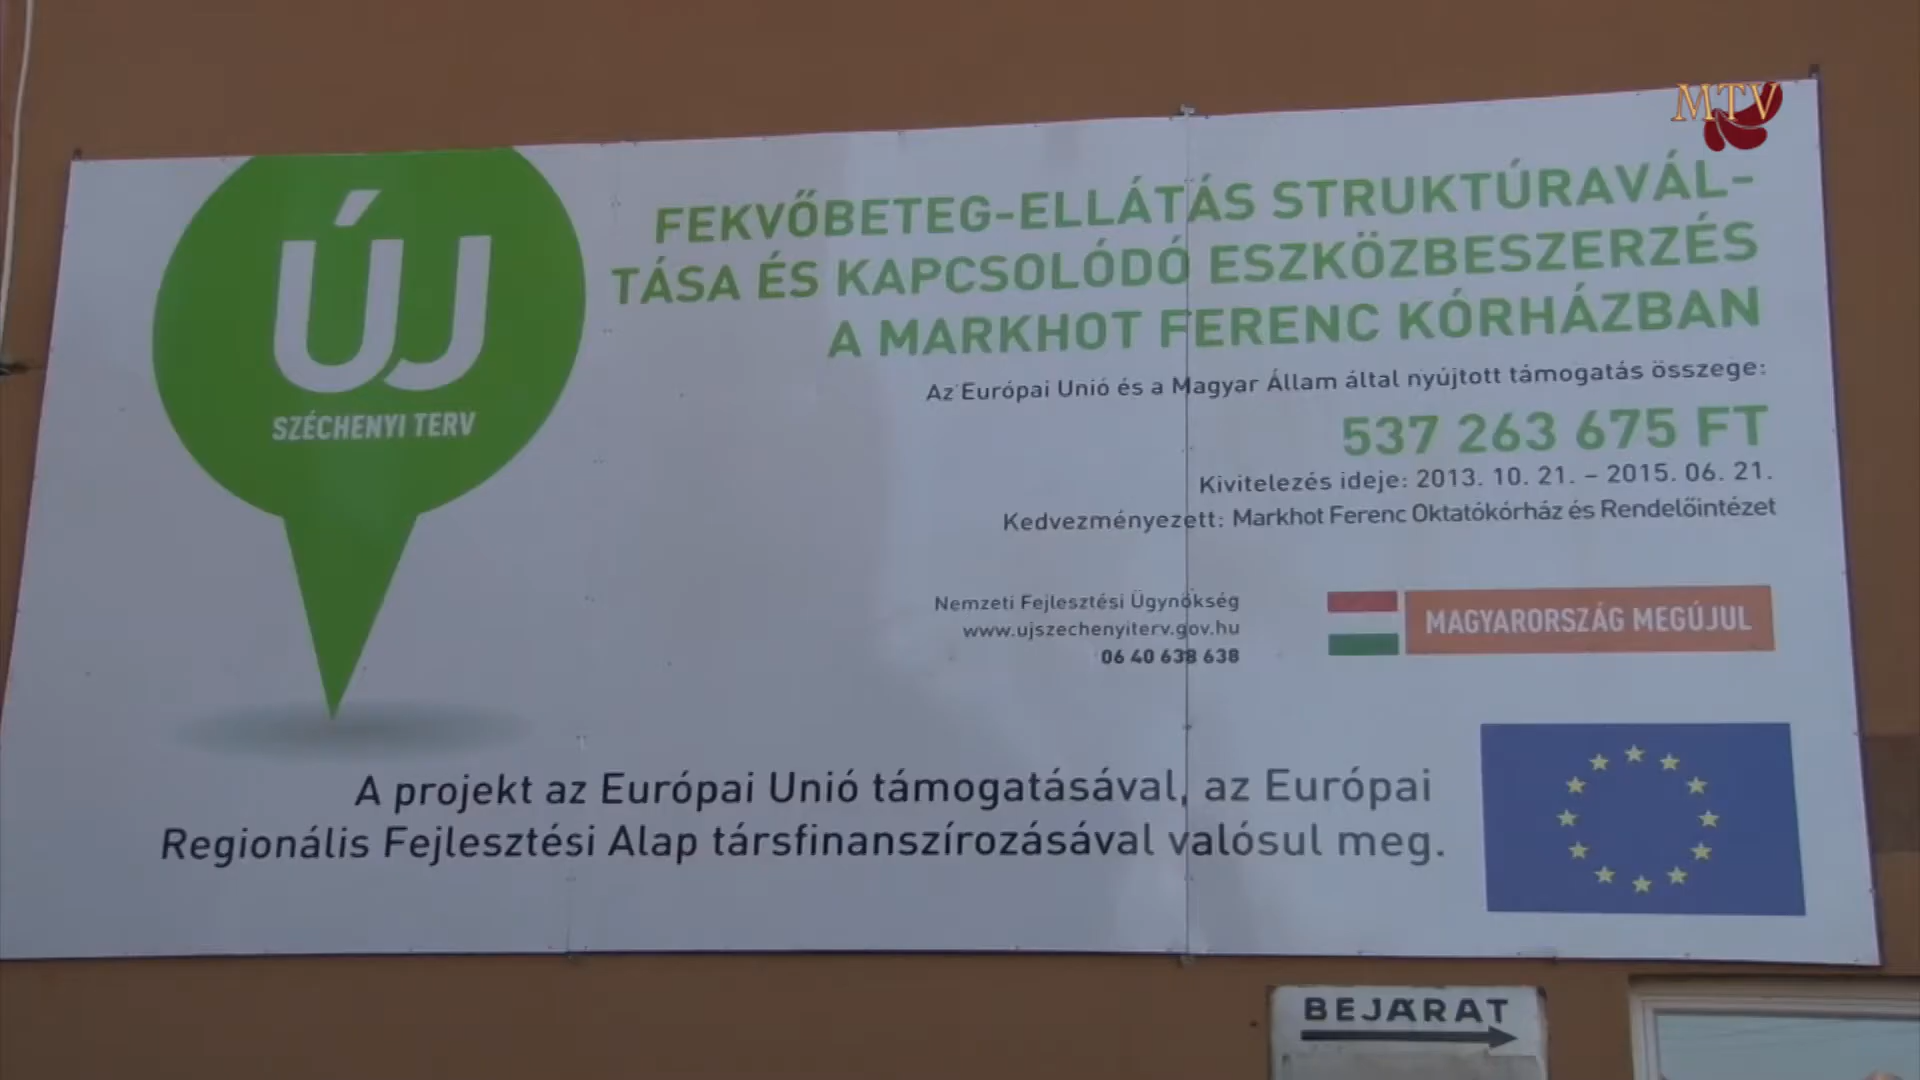 MTV
ÚJ
SZÉCHENYI TERV
FEKVŐBETEG-ELLÁTÁS STRUKTÚRAVÁL-
TÁSA ÉS KAPCSOLÓDÓ ESZKÖZBESZERZÉS
A MARKHOT FERENC KÓRHÁZBAN
Az Európai Unió és a Magyar Állam által nyújtott támogatás összege:
537 263 675 FT
Kivitelezés ideje: 2013. 10. 21. – 2015. 06. 21.
Kedvezményezett: Markhot Ferenc Oktatókórház és Rendelőintézet
Nemzeti Fejlesztési Ügynökség
www.ujszechenyiterv.gov.hu
06 40 638 638
MAGYARORSZÁG MEGÚJUL
A projekt az Európai Unió támogatásával, az Európai
Regionális Fejlesztési Alap társfinanszírozásával valósul meg.
BEJÁRAT